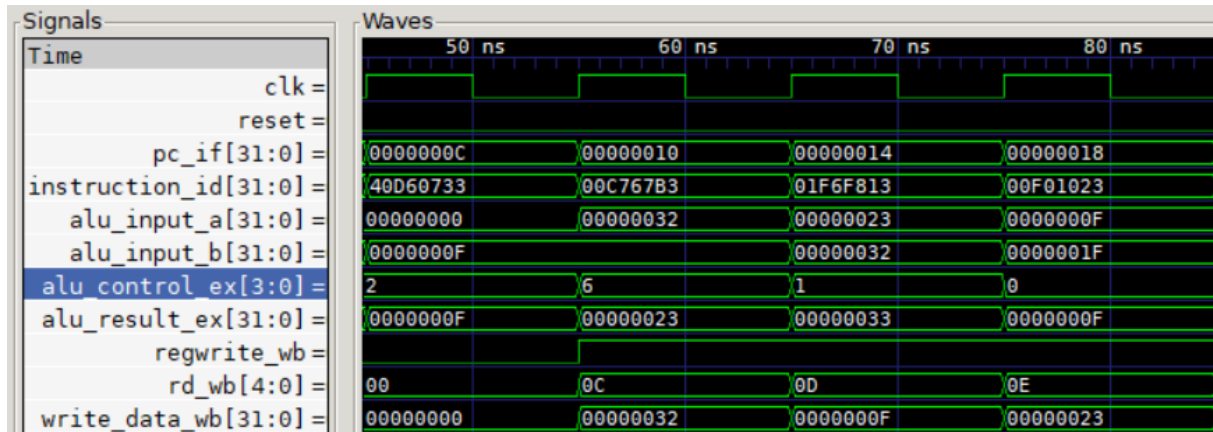 Signals Waves
Time 50 ns 60 ns 70 ns 80 ns
clk =
reset =
pc_if[31:0] = 0000000C 00000010 00000014 00000018
instruction_id[31:0] = 40D60733 00C767B3 01F6F813 00F01023
alu_input_a[31:0] = 00000000 00000032 00000023 0000000F
alu_input_b[31:0] = 0000000F 00000032 0000001F
alu_control_ex[3:0] = 2 6 1 0
alu_result_ex[31:0] = 0000000F 00000023 00000033 0000000F
regwrite_wb =
rd_wb[4:0] = 00 0C 0D 0E
write_data_wb[31:0] = 00000000 00000032 0000000F 00000023